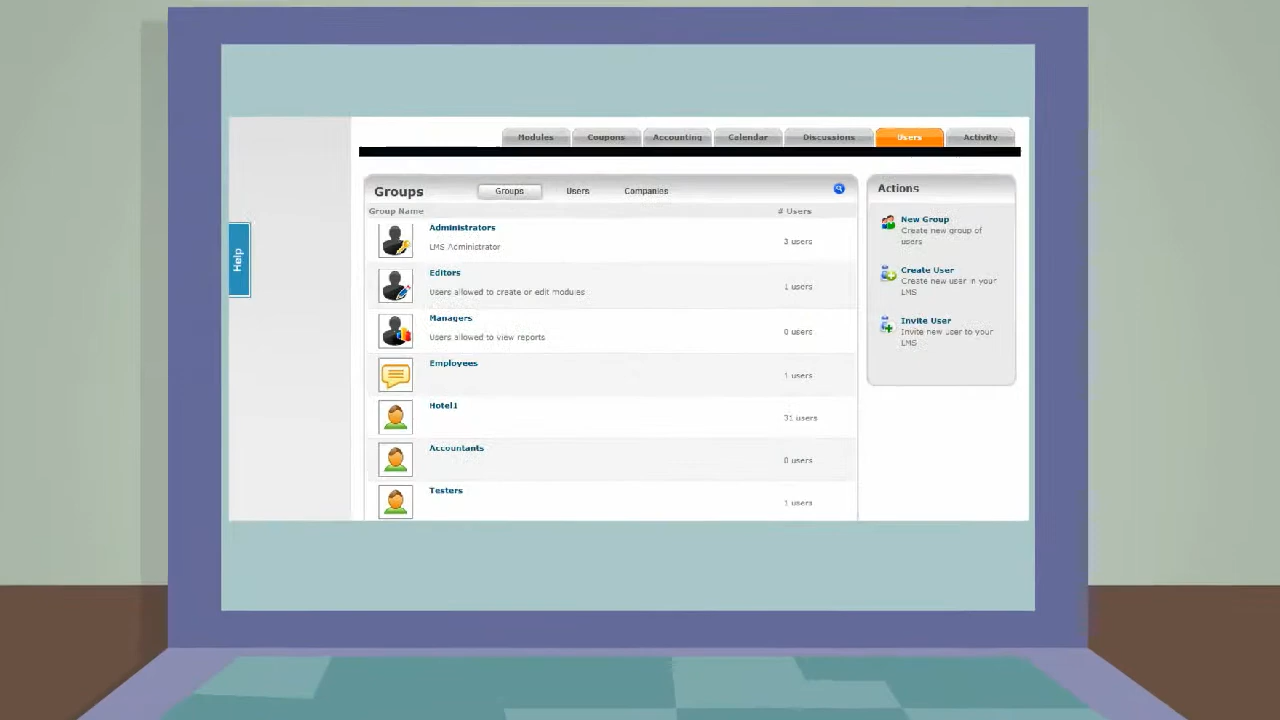 Modules Coupons Accounting Calendar Discussions Users Activity
Groups Groups Users Companies
Group Name # Users
Administrators
LMS Administrator
3 users
Editors
Users allowed to create or edit modules
1 users
Managers
Users allowed to view reports
0 users
Employees
1 users
Hotel1
31 users
Accountants
0 users
Testers
1 users
Actions
New Group
Create new group of
users
Create User
Create new user in your
LMS
Invite User
Invite new user to your
LMS
Help